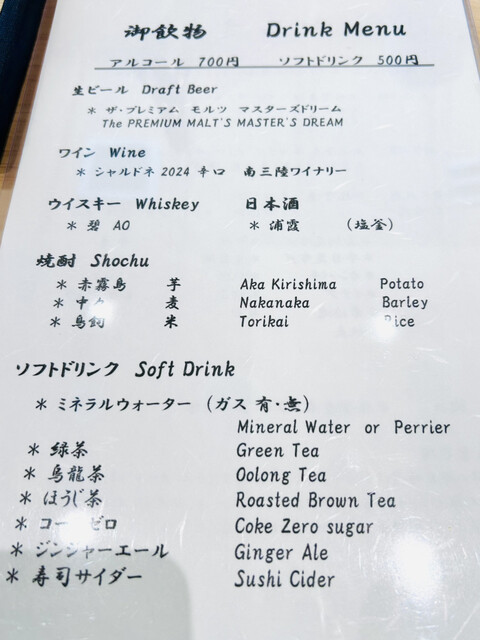 御飲物 Drink Menu
アルコール 700円 ソフトドリンク 500円
生ビール Draft Beer
* ザ・プレミアム モルツ マスターズドリーム
The PREMIUM MALT'S MASTER'S DREAM
ワイン Wine
* シャルドネ 2024 辛口 南三陸ワイナリー
ウイスキー Whiskey 日本酒
* 碧 AO * 浦霞 (塩釜)
焼酎 Shochu
* 赤霧島 芋 Aka Kirishima Potato
* 中々 麦 Nakanaka Barley
* 鳥飼 米 Torikai Rice
ソフトドリンク Soft Drink
* ミネラルウォーター (ガス 有・無)
Mineral Water or Perrier
* 緑茶 Green Tea
* 烏龍茶 Oolong Tea
* ほうじ茶 Roasted Brown Tea
* コーラゼロ Coke Zero sugar
* ジンジャーエール Ginger Ale
* 寿司サイダー Sushi Cider